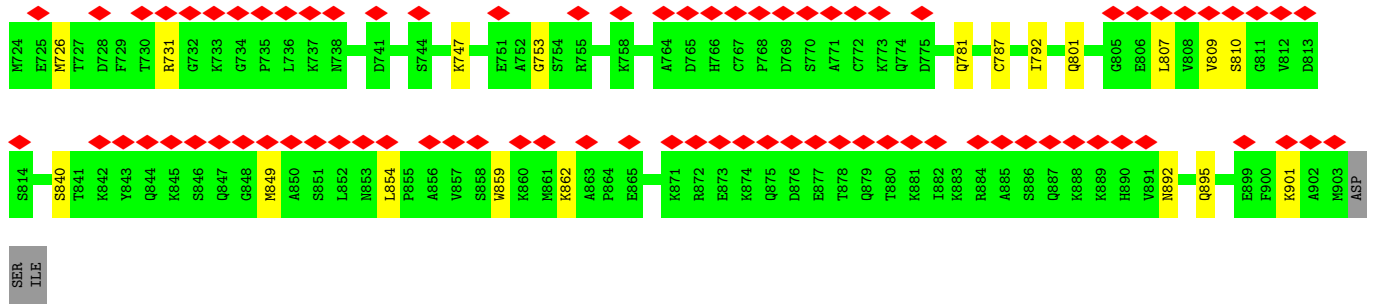 M724 E725 M726 T727 D728 F729 T730 R731 G732 K733 G734 P735 L736 K737 N738 D741 S744 K747 E751 A752 G753 S754 R755 K758 A764 D765 H766 C767 P768 D769 S770 A771 C772 K773 Q774 D775 Q781 C787 I792 Q801 G805 E806 L807 V808 V809 S810 G811 V812 D813
S814 S840 T841 K842 Y843 Q844 K845 S846 Q847 G848 M849 A850 S851 L852 N853 L854 P855 A856 V857 S858 W859 K860 M861 K862 A863 P864 E865 K871 R872 E873 K874 Q875 D876 E877 T878 Q879 T880 K881 I882 K883 R884 A885 S886 Q887 K888 K889 H890 V891 N892 Q895 E899 F900 K901 A902 M903 ASP
SER ILE